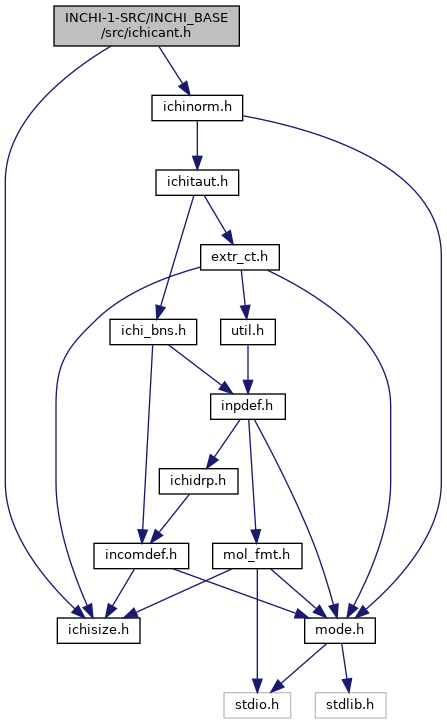 INCHI-1-SRC/INCHI_BASE
/src/ichicant.h
ichinorm.h
ichitaut.h
extr_ct.h
ichi_bns.h
util.h
inpdef.h
ichidrp.h
incomdef.h
mol_fmt.h
ichisize.h
mode.h
stdio.h
stdlib.h